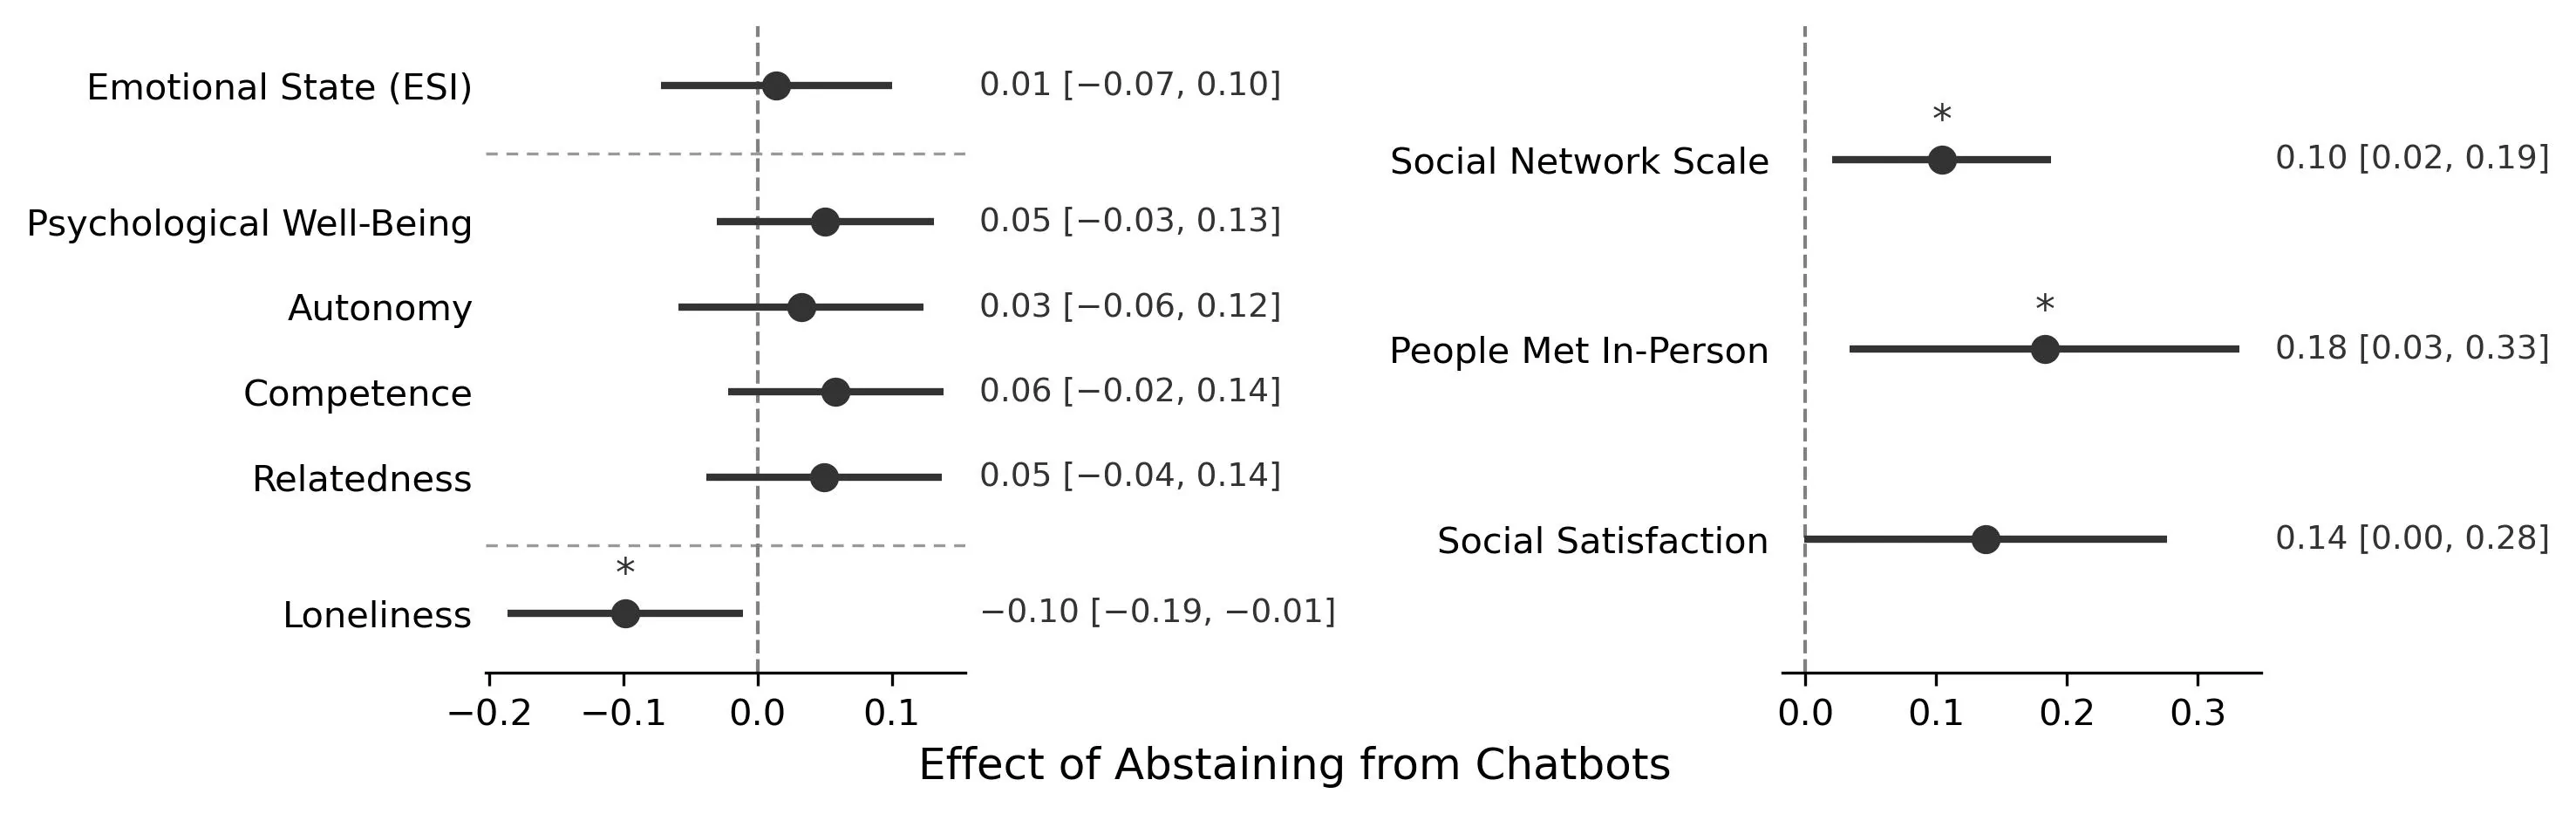 Emotional State (ESI)
0.01 [−0.07, 0.10]
Psychological Well-Being
0.05 [−0.03, 0.13]
Autonomy
0.03 [−0.06, 0.12]
Competence
0.06 [−0.02, 0.14]
Relatedness
0.05 [−0.04, 0.14]
*
Loneliness
−0.10 [−0.19, −0.01]
−0.2 −0.1 0.0 0.1
*
Social Network Scale
0.10 [0.02, 0.19]
*
People Met In-Person
0.18 [0.03, 0.33]
Social Satisfaction
0.14 [0.00, 0.28]
0.0 0.1 0.2 0.3
Effect of Abstaining from Chatbots